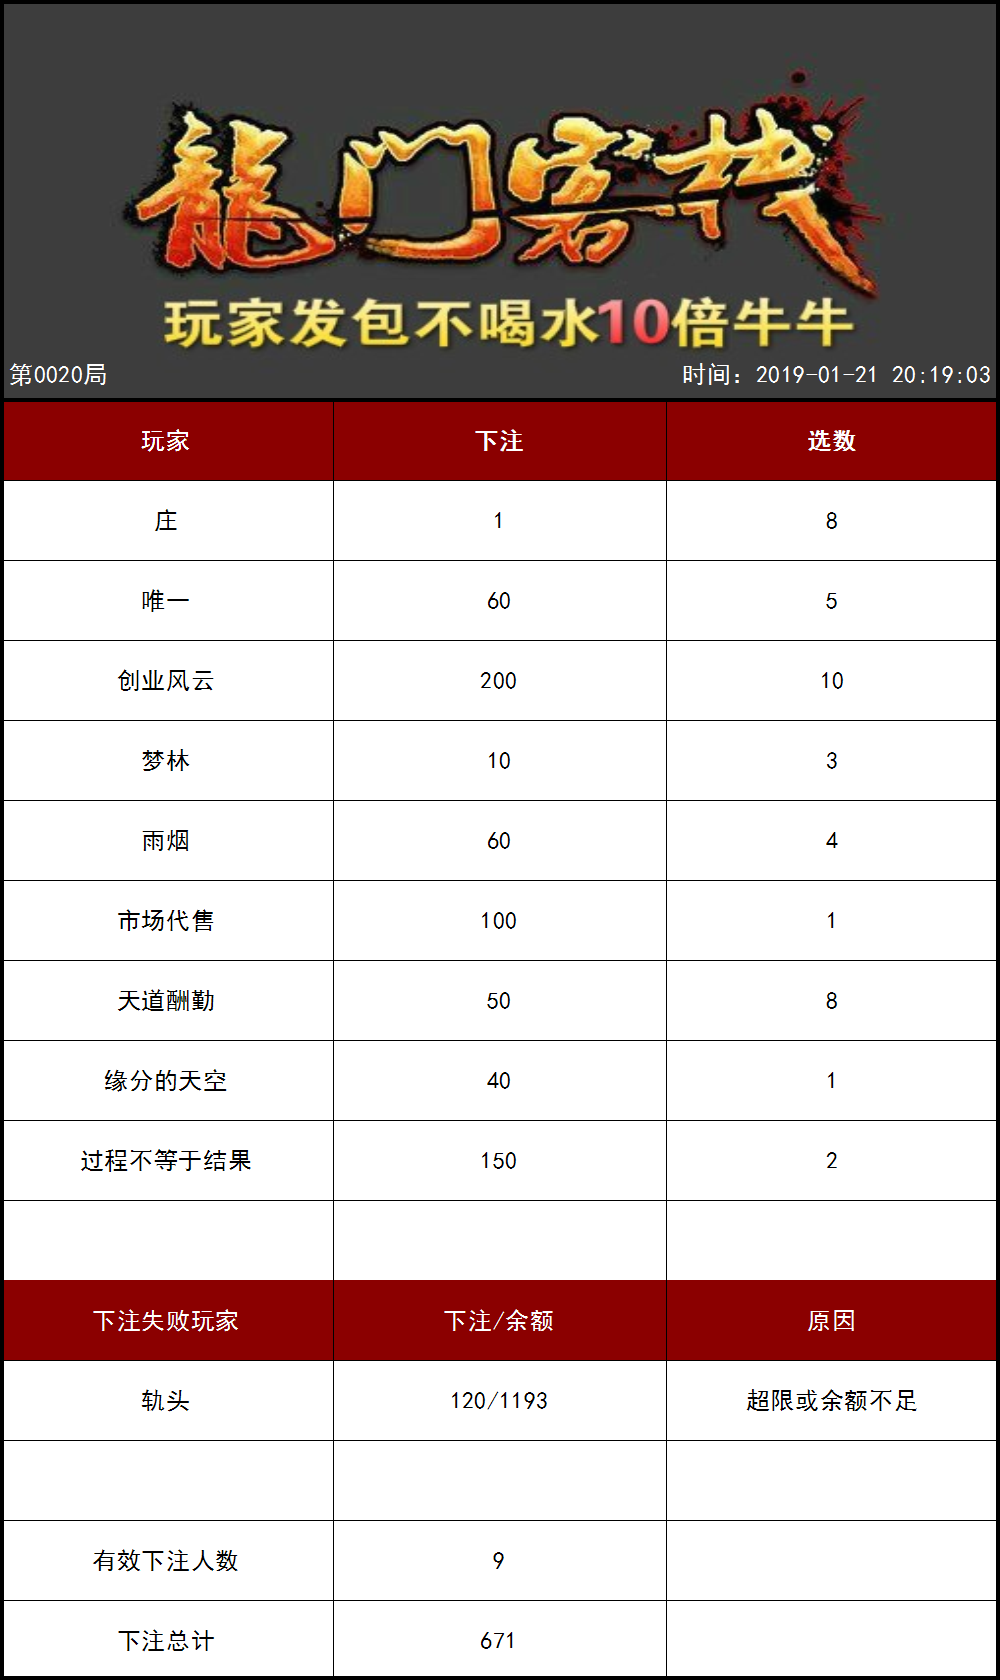 龍门客栈
玩家发包不喝水10倍牛牛
第0020局 时间：2019-01-21 20:19:03
玩家 下注 选数
庄 1 8
唯一 60 5
创业风云 200 10
梦林 10 3
雨烟 60 4
市场代售 100 1
天道酬勤 50 8
缘分的天空 40 1
过程不等于结果 150 2
下注失败玩家 下注/余额 原因
轨头 120/1193 超限或余额不足
有效下注人数 9
下注总计 671